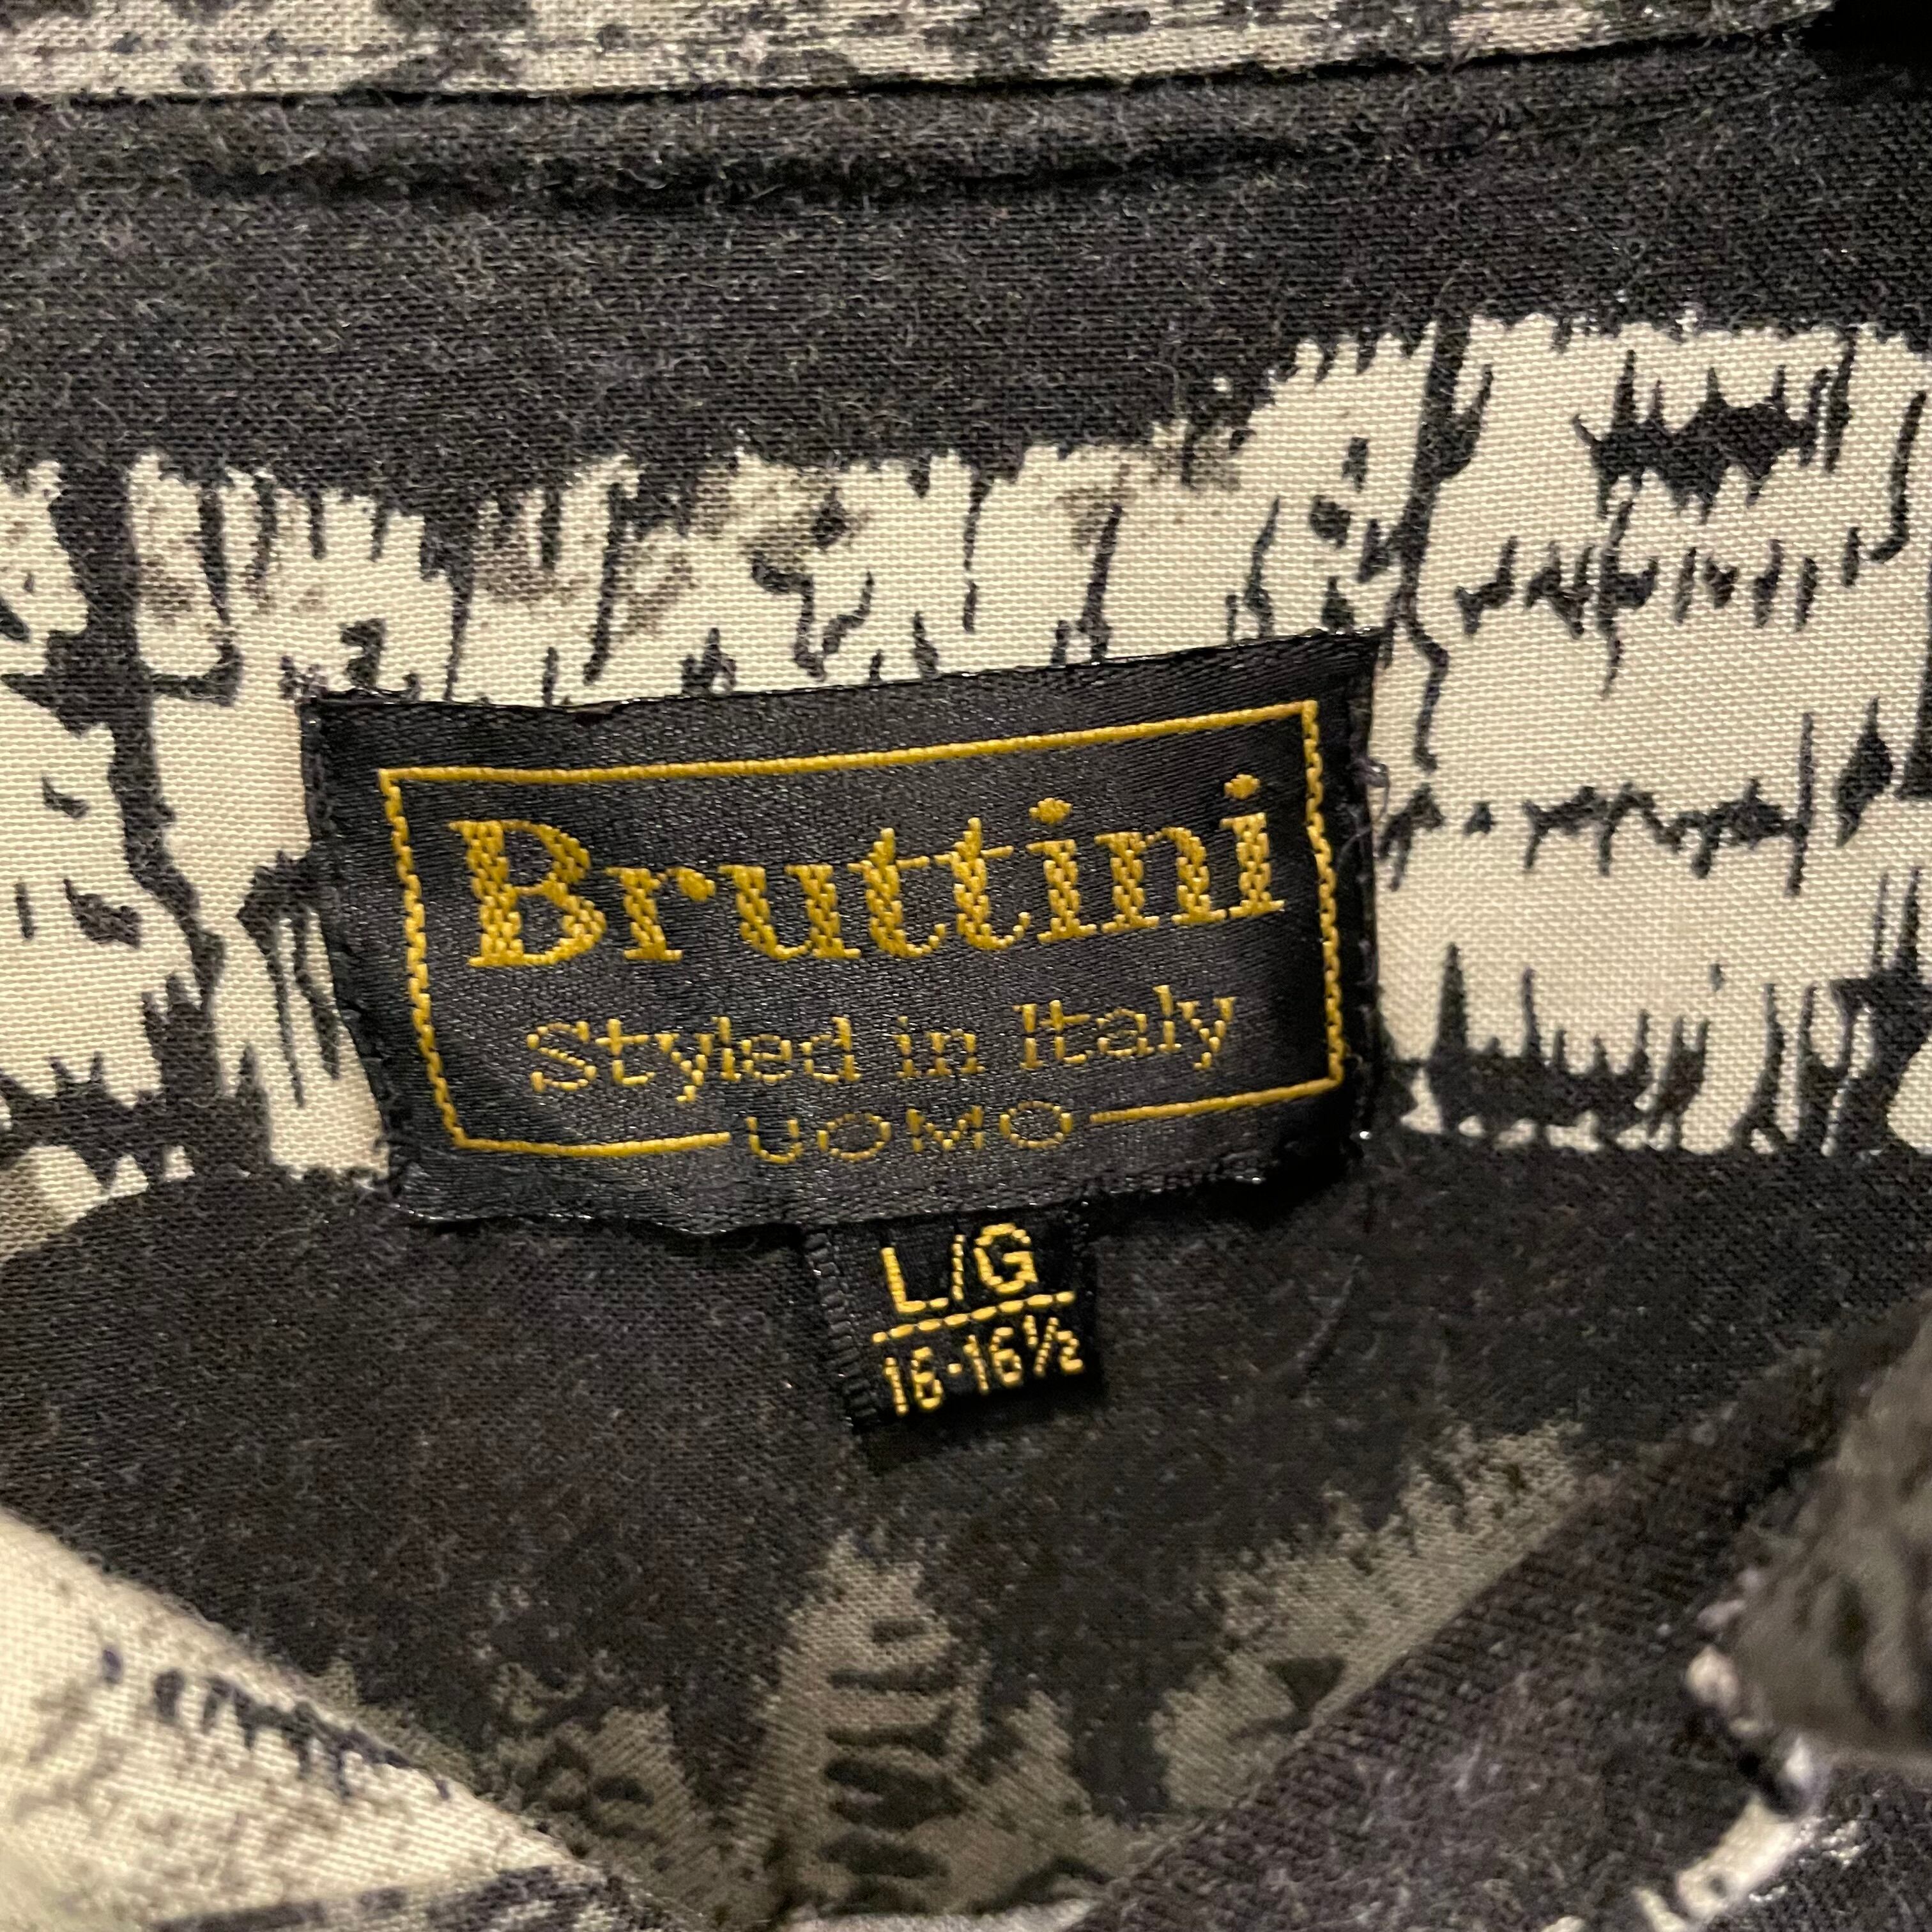 Bruttini
Styled in Italy
UOMO
L/G
16-16½